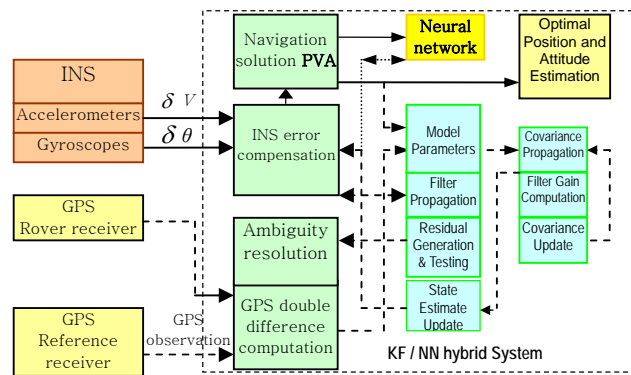 INS
Accelerometers
Gyroscopes
δ V
δθ
GPS
Rover receiver
GPS
Reference
receiver
GPS
observation
Navigation
solution PVA
INS error
compensation
Ambiguity
resolution
GPS double
difference
computation
Neural
network
Optimal
Position and
Attitude
Estimation
Model
Parameters
Filter
Propagation
Residual
Generation
& Testing
State
Estimate
Update
Covariance
Propagation
Filter Gain
Computation
Covariance
Update
KF / NN hybrid System